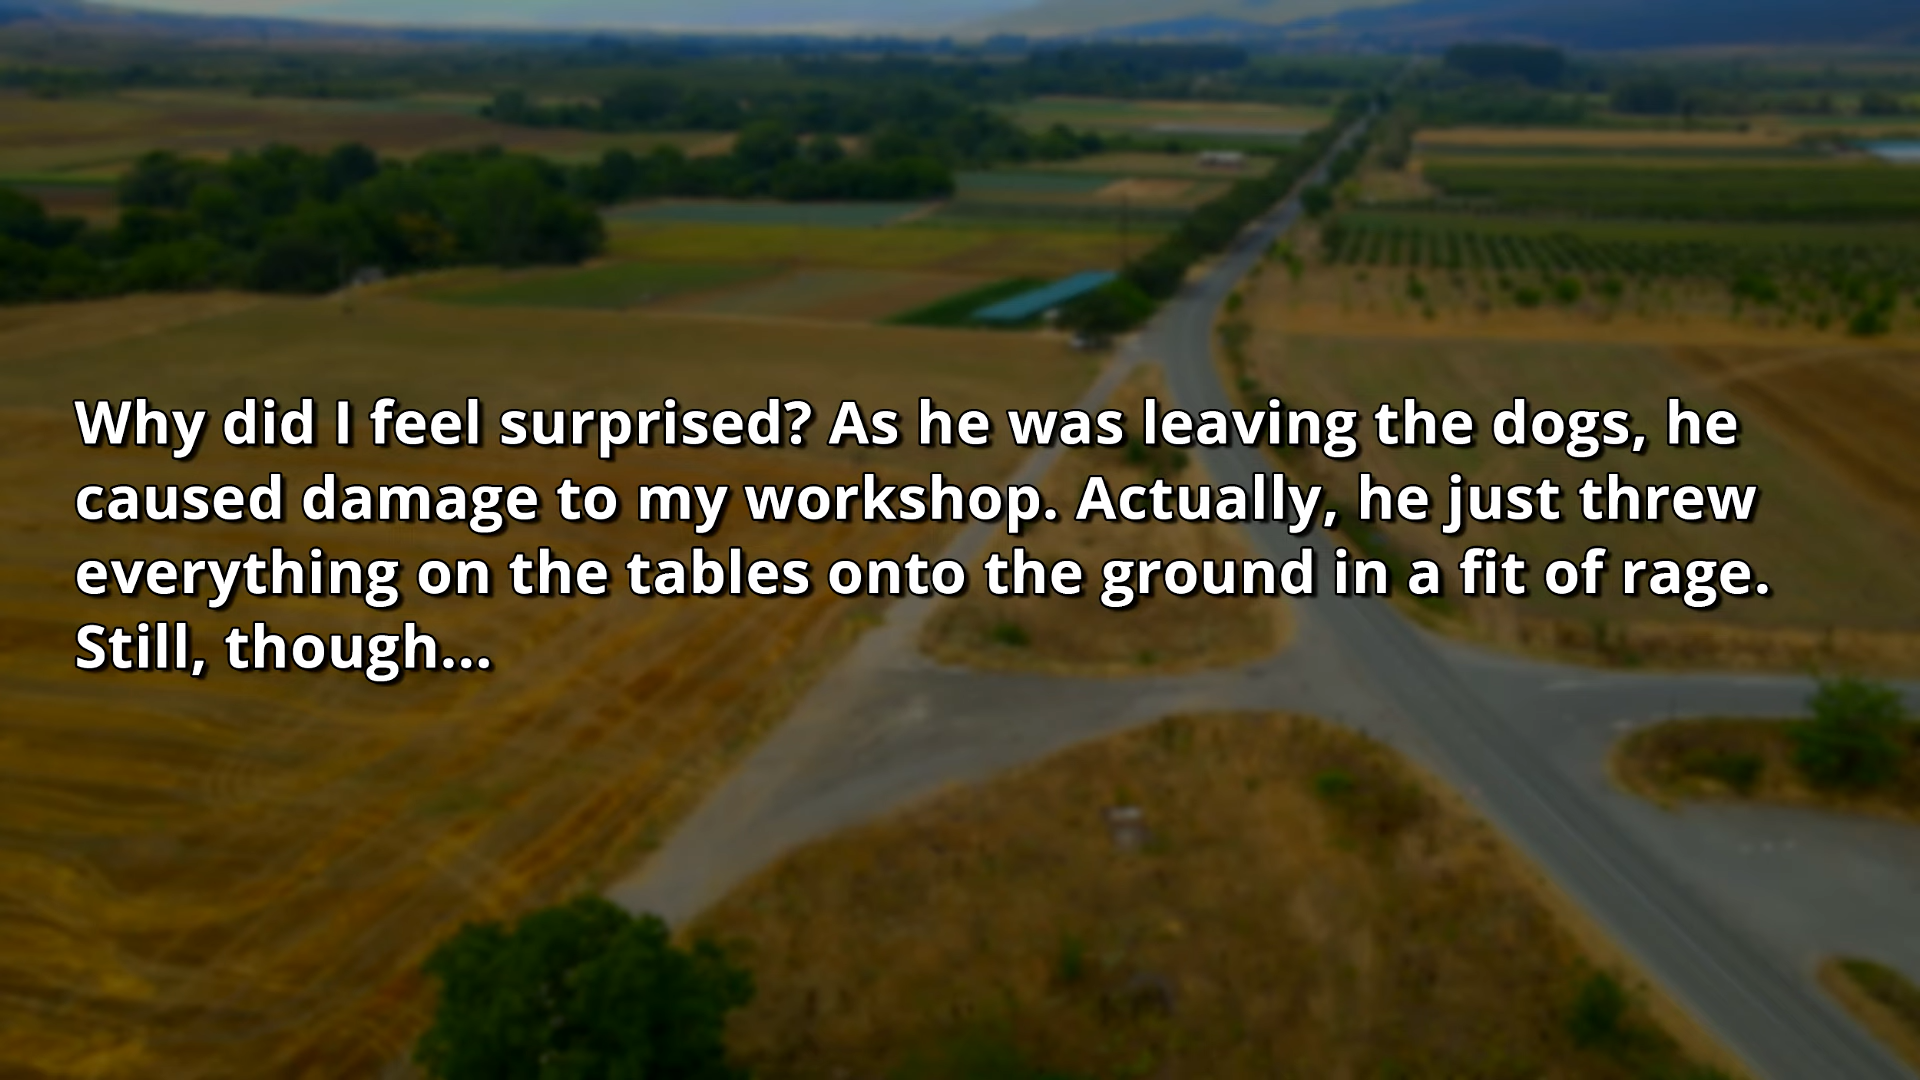 Why did I feel surprised? As he was leaving the dogs, he
caused damage to my workshop. Actually, he just threw
everything on the tables onto the ground in a fit of rage.
Still, though...